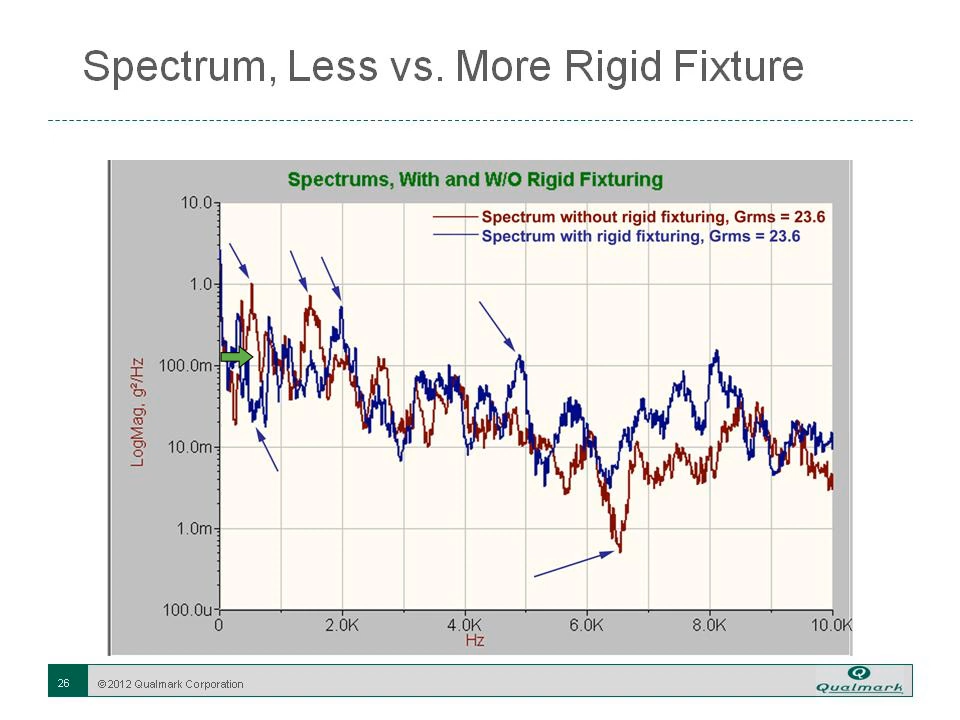 Spectrum, Less vs. More Rigid Fixture
Spectrums, With and W/O Rigid Fixturing
Spectrum without rigid fixturing, Grms = 23.6
Spectrum with rigid fixturing, Grms = 23.6
LogMag, g²/Hz
10.0
1.0
100.0m
10.0m
1.0m
100.0u
0 2.0K 4.0K 6.0K 8.0K 10.0K
Hz
26 © 2012 Qualmark Corporation
Q
Qualmark